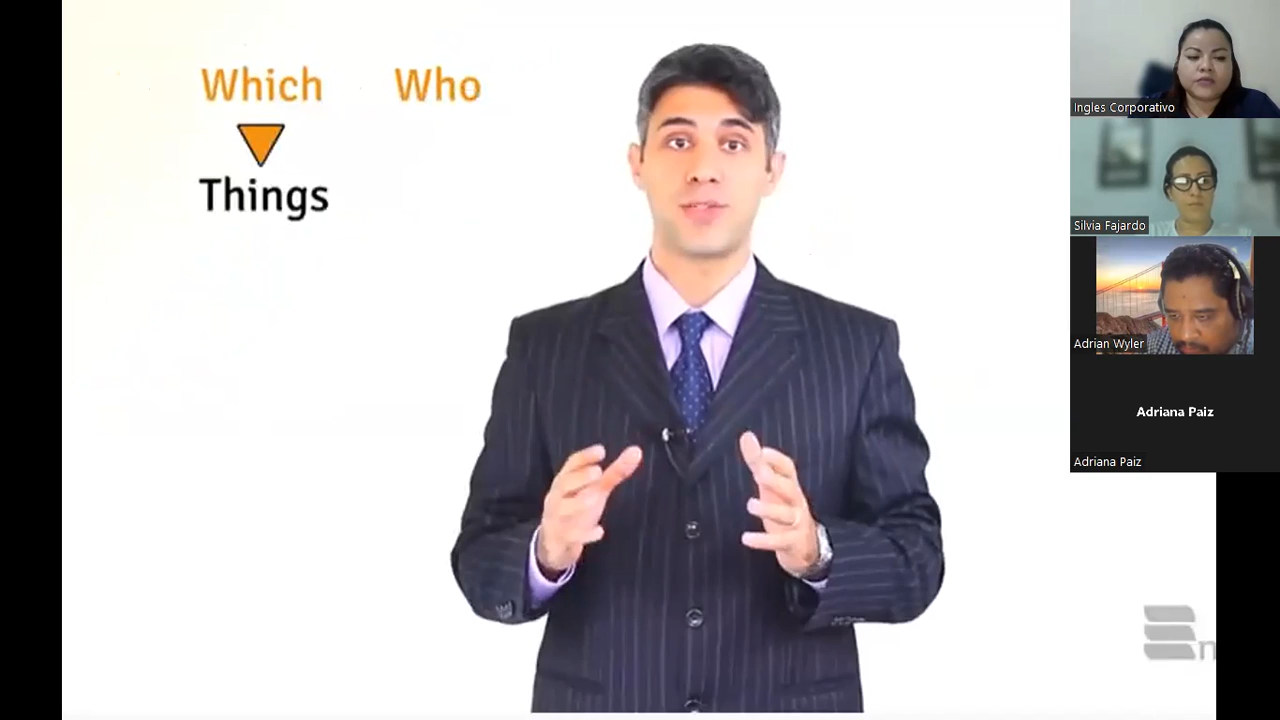 Which Who
Things
Ingles Corporativo
Silvia Fajardo
Adrian Wyler
Adriana Paiz
Adriana Paiz